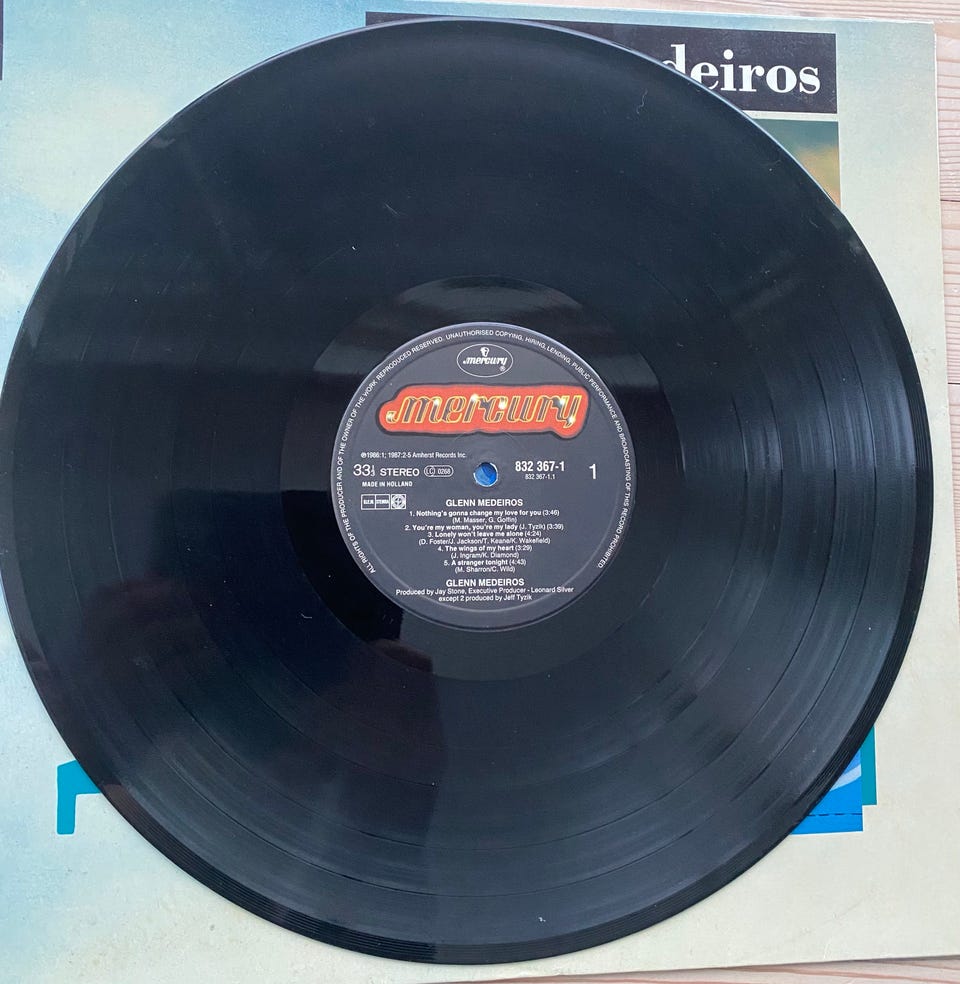 deiros
ALL RIGHTS OF THE PRODUCER AND OF THE OWNER OF THE WORK REPRODUCED RESERVED. UNAUTHORISED COPYING, HIRING, LENDING, PUBLIC PERFORMANCE AND BROADCASTING OF THIS RECORD PROHIBITED.
mercury
®
mercury
℗1986:1; 1987:2-5 Amherst Records Inc.
33⅓ STEREO LC 0268
832 367-1 1
MADE IN HOLLAND
832 367-1.1
STEMRA
GLENN MEDEIROS
1. Nothing's gonna change my love for you (3:46)
(M. Masser, G. Goffin)
2. You're my woman, you're my lady (J. Tyzik) (3:39)
3. Lonely won't leave me alone (4:24)
(D. Foster/J. Jackson/T. Keane/K. Wakefield)
4. The wings of my heart (3:29)
(J. Ingram/K. Diamond)
5. A stranger tonight (4:43)
(M. Sharron/C. Wild)
GLENN MEDEIROS
Produced by Jay Stone, Executive Producer - Leonard Silver
except 2 produced by Jeff Tyzik